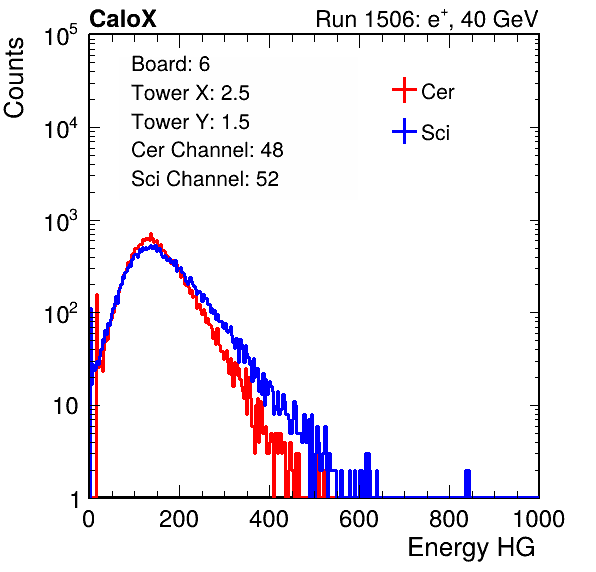 CaloX Run 1506: e+, 40 GeV
Counts
10^5
10^4
10^3
10^2
10
1
Board: 6
Tower X: 2.5
Tower Y: 1.5
Cer Channel: 48
Sci Channel: 52
Cer
Sci
0 200 400 600 800 1000
Energy HG